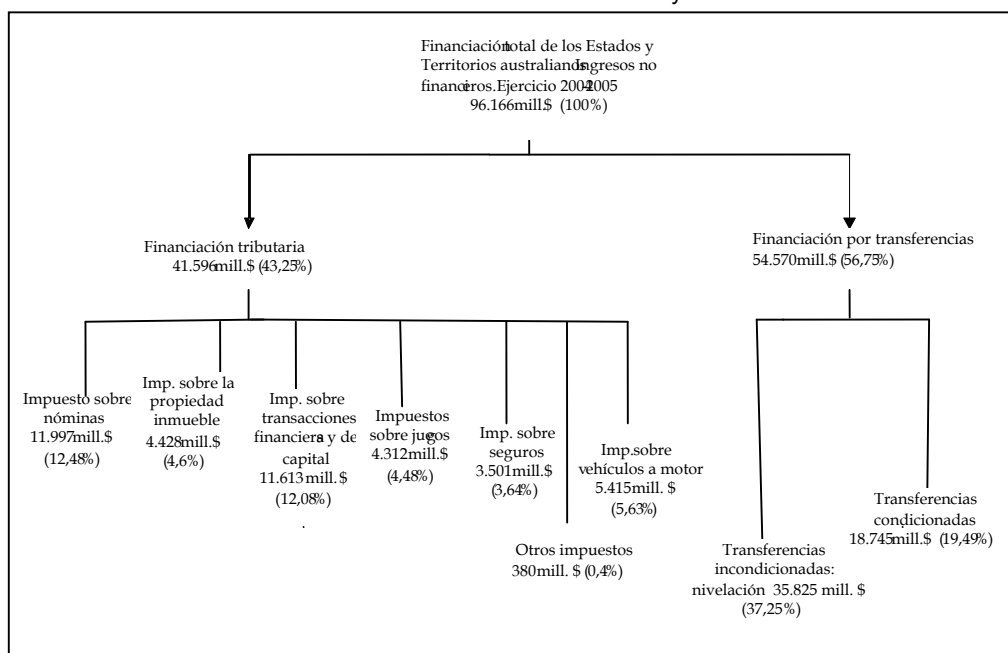 y
Financiación total de los Estados y
Territorios australianos Ingresos no
financieros. Ejercicio 2004-2005
96.166 mill.$ (100%)
Financiación tributaria
41.596 mill.$ (43,25%)
Financiación por transferencias
54.570 mill.$ (56,75%)
Impuesto sobre
nóminas
11.997 mill.$
(12,48%)
Imp. sobre la
propiedad
inmueble
4.428 mill.$
(4,6%)
Imp. sobre
transacciones
financieras y de
capital
11.613 mill. $
(12,08%)
.
Impuestos
sobre juegos
4.312 mill.$
(4,48%)
Imp. sobre
seguros
3.501 mill.$
(3,64%)
Otros impuestos
380 mill. $ (0,4%)
Imp. sobre
vehículos a motor
5.415 mill. $
(5,63%)
Transferencias
incondicionadas:
nivelación 35.825 mill. $
(37,25%)
Transferencias
condicionadas
18.745 mill.$ (19,49%)